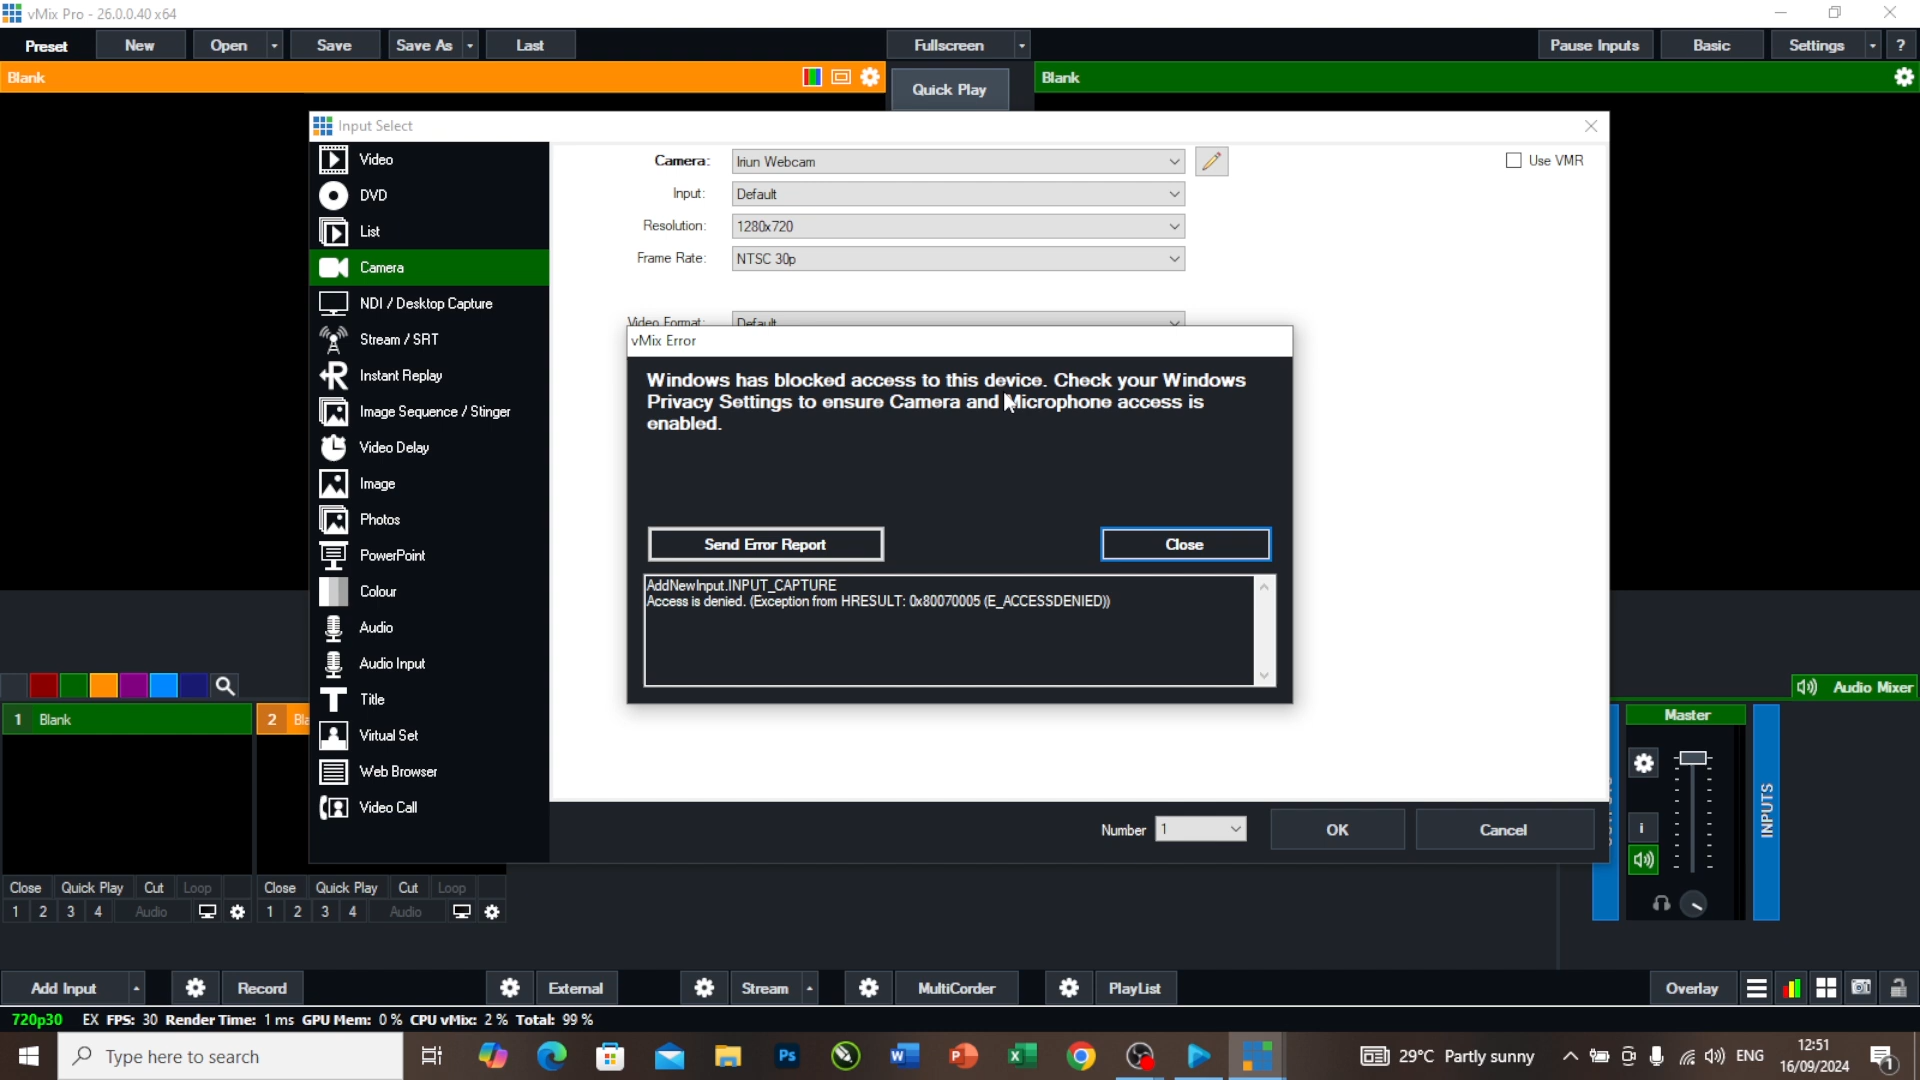 vMix Pro - 26.0.0.40 x64
Preset New Open Save Save As Last Fullscreen Pause Inputs Basic Settings ?
Blank Quick Play Blank
Input Select
Video
DVD
List
Camera
NDI / Desktop Capture
Stream / SRT
Instant Replay
Image Sequence / Stinger
Video Delay
Image
Photos
PowerPoint
Colour
Audio
Audio Input
Title
Virtual Set
Web Browser
Video Call
Camera: Iriun Webcam Use VMR
Input: Default
Resolution: 1280x720
Frame Rate: NTSC 30p
Video Format: Default
vMix Error
Windows has blocked access to this device. Check your Windows
Privacy Settings to ensure Camera and Microphone access is
enabled.
Send Error Report Close
AddNewInput.INPUT_CAPTURE
Access is denied. (Exception from HRESULT: 0x80070005 (E_ACCESSDENIED))
Number 1 OK Cancel
Audio Mixer
1 Blank 2 Bla
Master
i
INPUTS
Close Quick Play Cut Loop Close Quick Play Cut Loop
1 2 3 4 Audio 1 2 3 4 Audio
Add Input Record External Stream MultiCorder PlayList Overlay
720p30 EX FPS: 30 Render Time: 1 ms GPU Mem: 0 % CPU vMix: 2 % Total: 99 %
Type here to search
Ps
29°C Partly sunny
ENG
12:51
16/09/2024
1